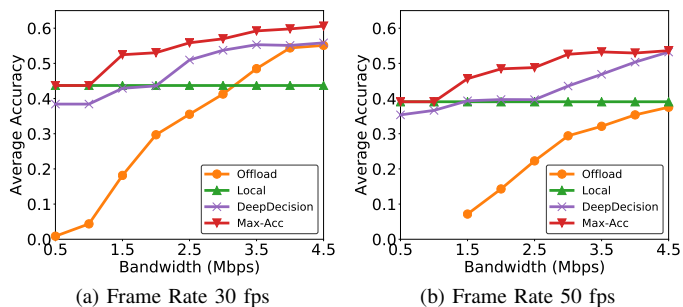 0.6
0.5
0.4
0.3
0.2
0.1
0.0
Average Accuracy
0.5 1.5 2.5 3.5 4.5
Bandwidth (Mbps)
Offload
Local
DeepDecision
Max-Acc
(a) Frame Rate 30 fps
0.6
0.5
0.4
0.3
0.2
0.1
0.0
Average Accuracy
0.5 1.5 2.5 3.5 4.5
Bandwidth (Mbps)
Offload
Local
DeepDecision
Max-Acc
(b) Frame Rate 50 fps